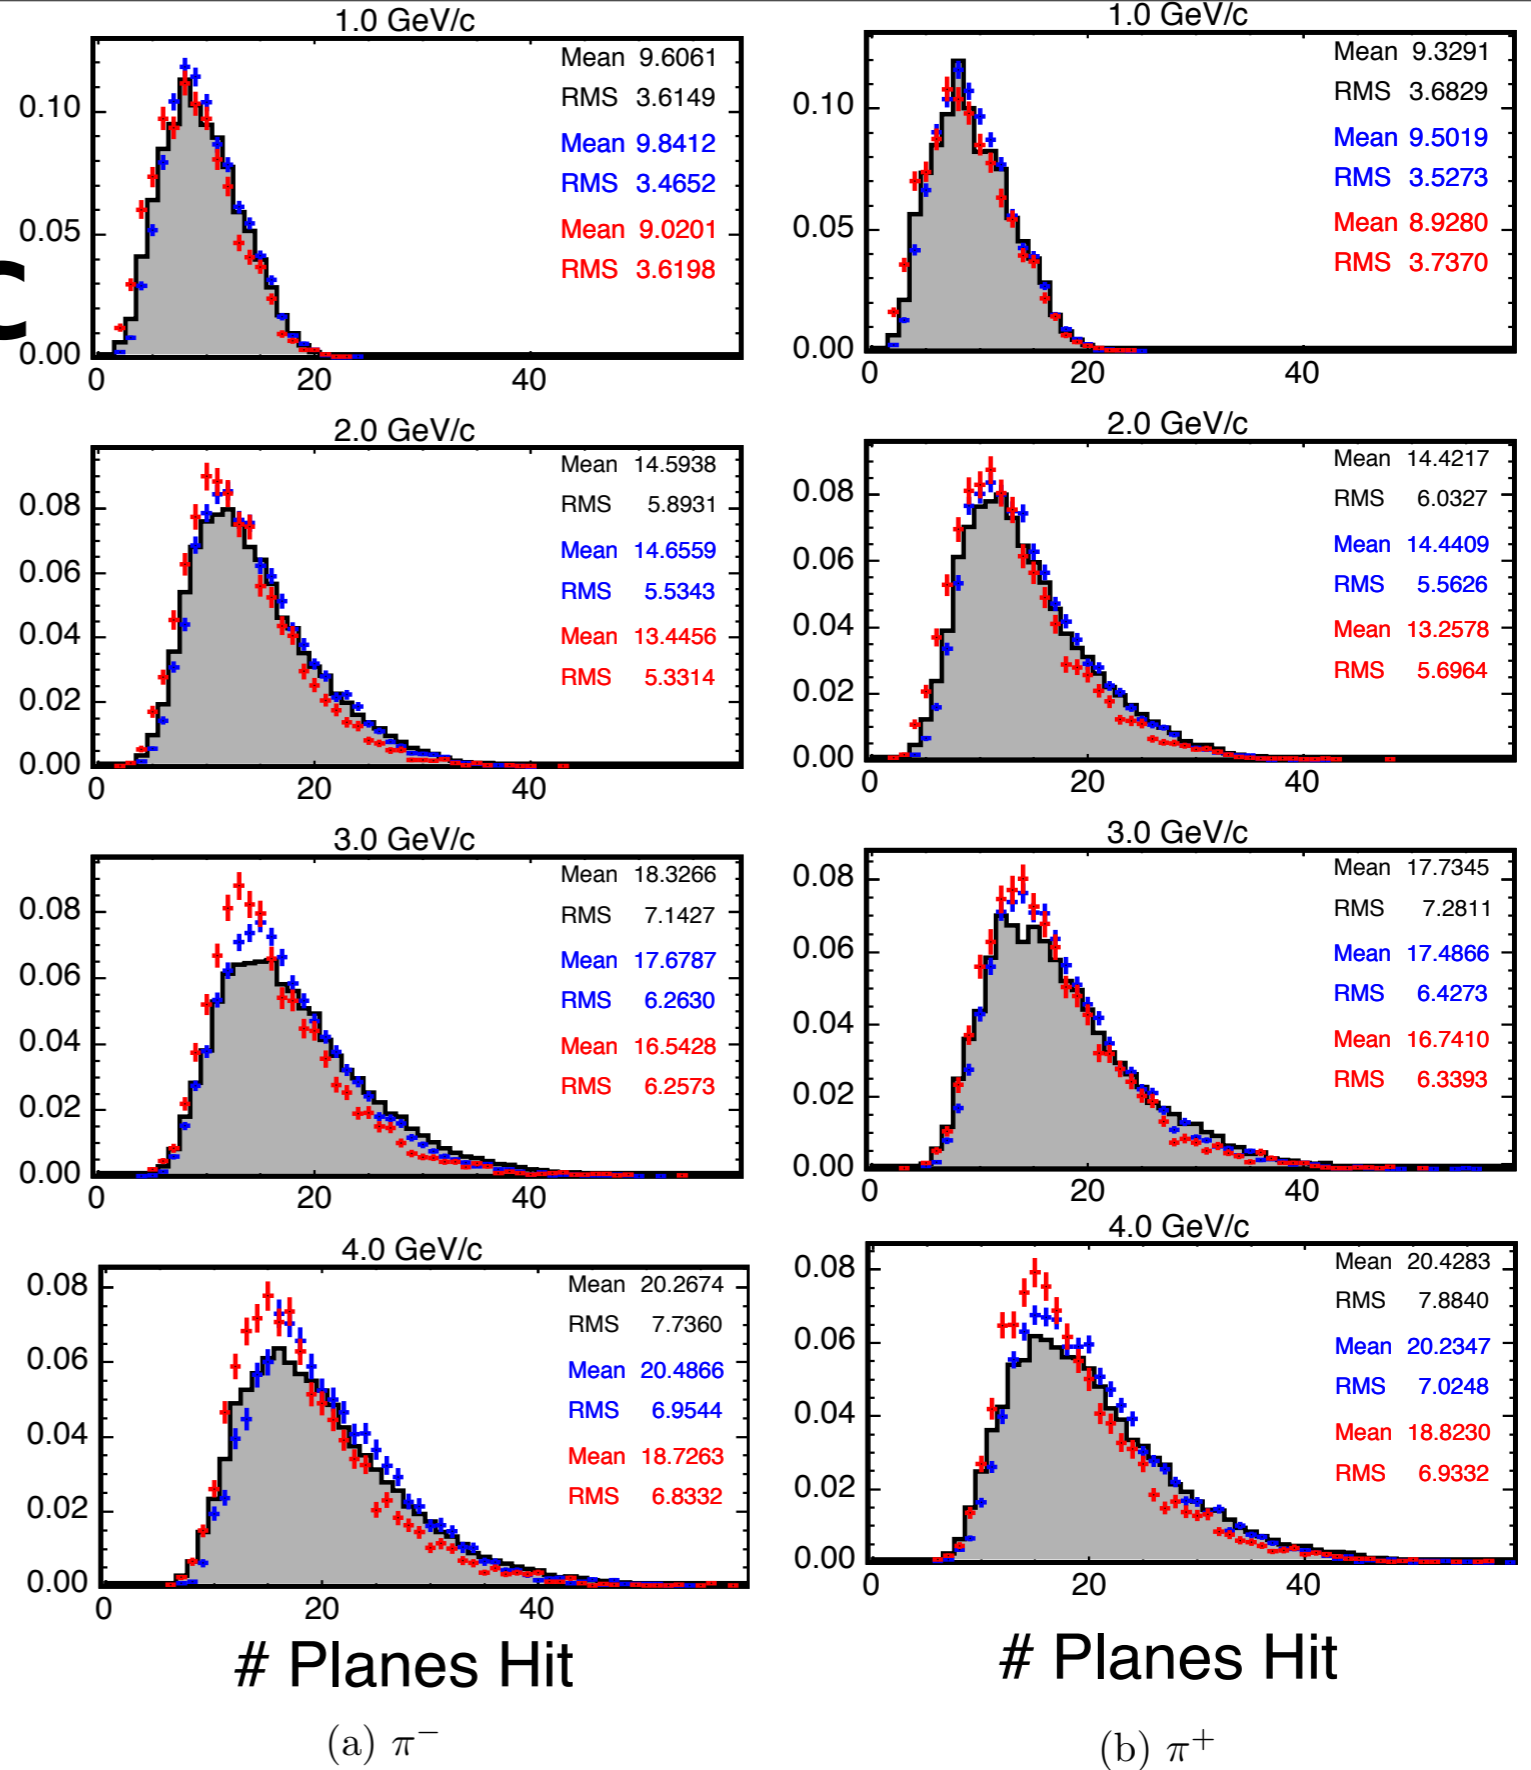 1.0 GeV/c
Mean 9.6061
RMS 3.6149
Mean 9.8412
RMS 3.4652
Mean 9.0201
RMS 3.6198
0.10
0.05
0.00
0 20 40
2.0 GeV/c
Mean 14.5938
RMS 5.8931
Mean 14.6559
RMS 5.5343
Mean 13.4456
RMS 5.3314
0.08
0.06
0.04
0.02
0.00
0 20 40
3.0 GeV/c
Mean 18.3266
RMS 7.1427
Mean 17.6787
RMS 6.2630
Mean 16.5428
RMS 6.2573
0.08
0.06
0.04
0.02
0.00
0 20 40
4.0 GeV/c
Mean 20.2674
RMS 7.7360
Mean 20.4866
RMS 6.9544
Mean 18.7263
RMS 6.8332
0.08
0.06
0.04
0.02
0.00
0 20 40
# Planes Hit
(a) π⁻
1.0 GeV/c
Mean 9.3291
RMS 3.6829
Mean 9.5019
RMS 3.5273
Mean 8.9280
RMS 3.7370
0.10
0.05
0.00
0 20 40
2.0 GeV/c
Mean 14.4217
RMS 6.0327
Mean 14.4409
RMS 5.5626
Mean 13.2578
RMS 5.6964
0.08
0.06
0.04
0.02
0.00
0 20 40
3.0 GeV/c
Mean 17.7345
RMS 7.2811
Mean 17.4866
RMS 6.4273
Mean 16.7410
RMS 6.3393
0.08
0.06
0.04
0.02
0.00
0 20 40
4.0 GeV/c
Mean 20.4283
RMS 7.8840
Mean 20.2347
RMS 7.0248
Mean 18.8230
RMS 6.9332
0.08
0.06
0.04
0.02
0.00
0 20 40
# Planes Hit
(b) π⁺